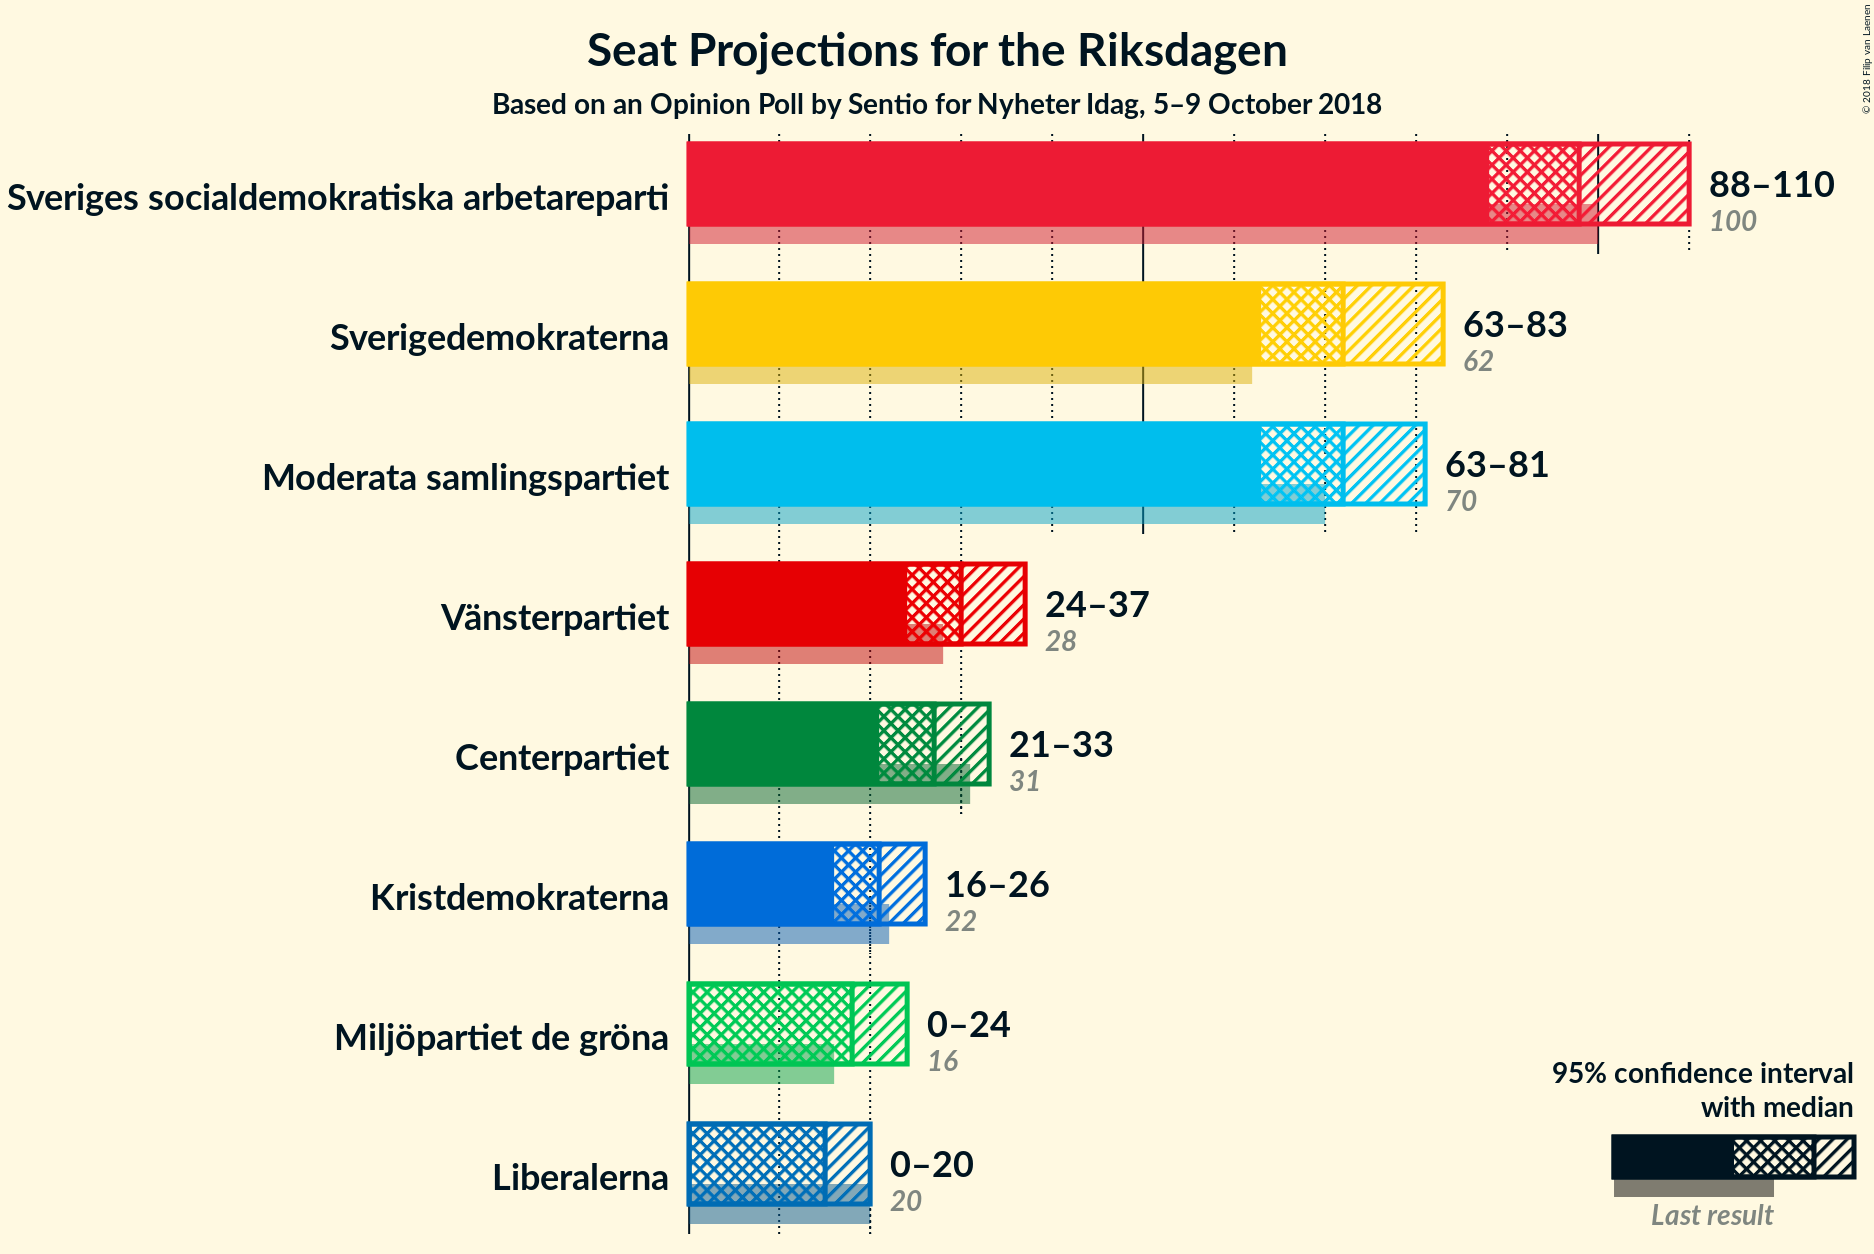 Seat Projections for the Riksdagen
Based on an Opinion Poll by Sentio for Nyheter Idag, 5–9 October 2018
© 2018 Filip van Laenen
Sveriges socialdemokratiska arbetareparti
88–110
100
Sverigedemokraterna
63–83
62
Moderata samlingspartiet
63–81
70
Vänsterpartiet
24–37
28
Centerpartiet
21–33
31
Kristdemokraterna
16–26
22
Miljöpartiet de gröna
0–24
16
Liberalerna
0–20
20
95% confidence interval
with median
Last result